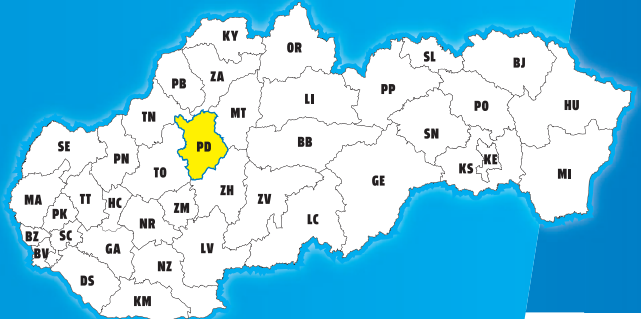 KY
OR
SL
BJ
ZA
PB
PP
LI
PO
HU
TN
MT
SN
BB
PD
SE
PN
KE
KS
TO
MI
GE
ZH
MA
TT
HC
ZM
ZV
PK
LC
NR
BZ
SC
GA
LV
BV
NZ
DS
KM